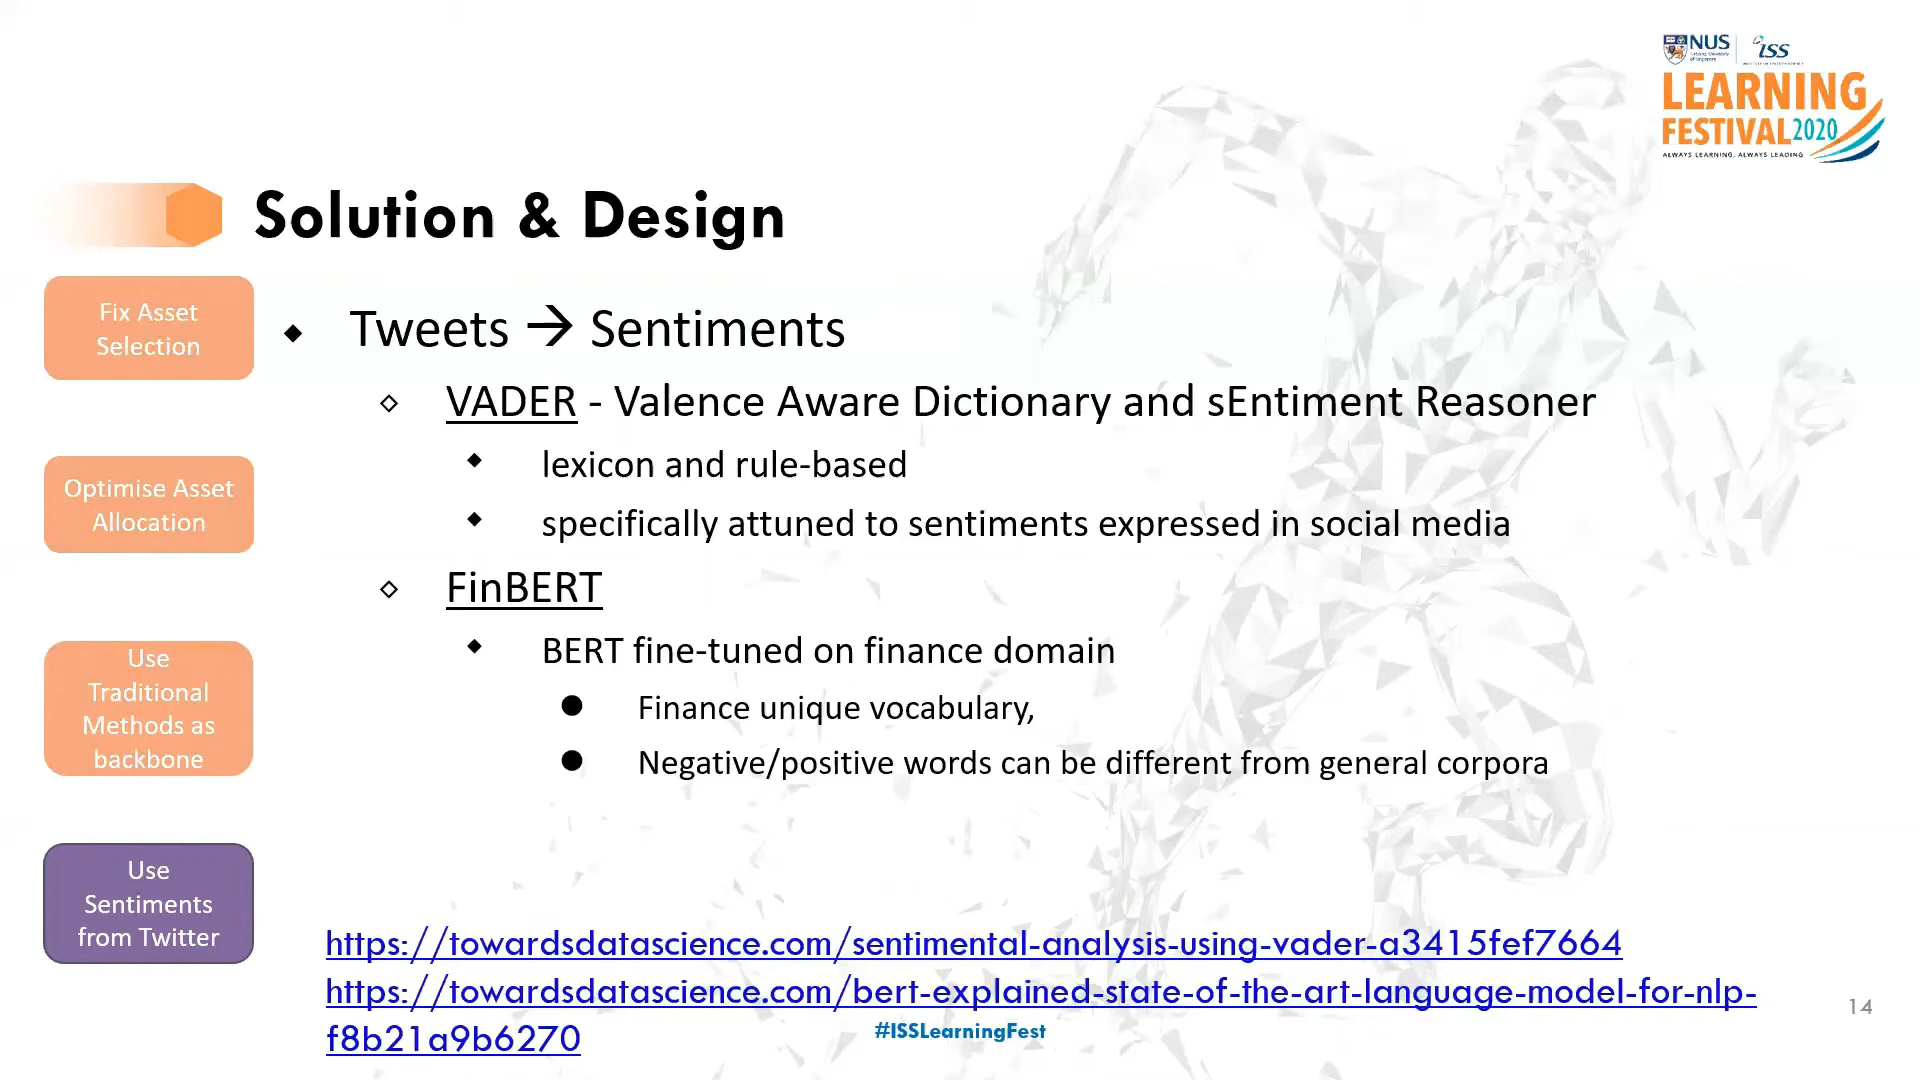 NUS
ISS
LEARNING
FESTIVAL 2020
ALWAYS LEARNING, ALWAYS LEADING
Solution & Design
Fix Asset
Selection
Optimise Asset
Allocation
Use
Traditional
Methods as
backbone
Use
Sentiments
from Twitter
◆ Tweets → Sentiments
◇ VADER - Valence Aware Dictionary and sEntiment Reasoner
◆ lexicon and rule-based
◆ specifically attuned to sentiments expressed in social media
◇ FinBERT
◆ BERT fine-tuned on finance domain
● Finance unique vocabulary,
● Negative/positive words can be different from general corpora
https://towardsdatascience.com/sentimental-analysis-using-vader-a3415fef7664
https://towardsdatascience.com/bert-explained-state-of-the-art-language-model-for-nlp-
f8b21a9b6270
#ISSLearningFest
14